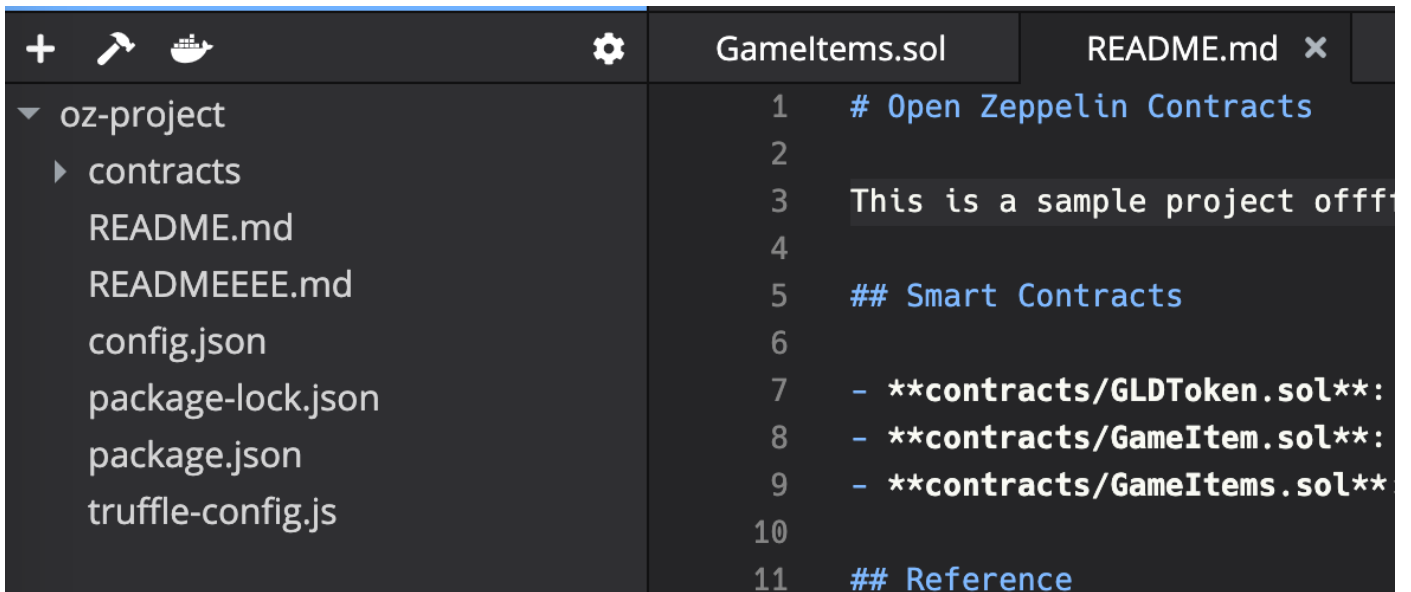 GameItems.sol
README.md
oz-project
contracts
README.md
READMEEEE.md
config.json
package-lock.json
package.json
truffle-config.js
1 # Open Zeppelin Contracts
2
3 This is a sample project offff
4
5 ## Smart Contracts
6
7 - **contracts/GLDToken.sol**:
8 - **contracts/GameItem.sol**:
9 - **contracts/GameItems.sol**:
10
11 ## Reference